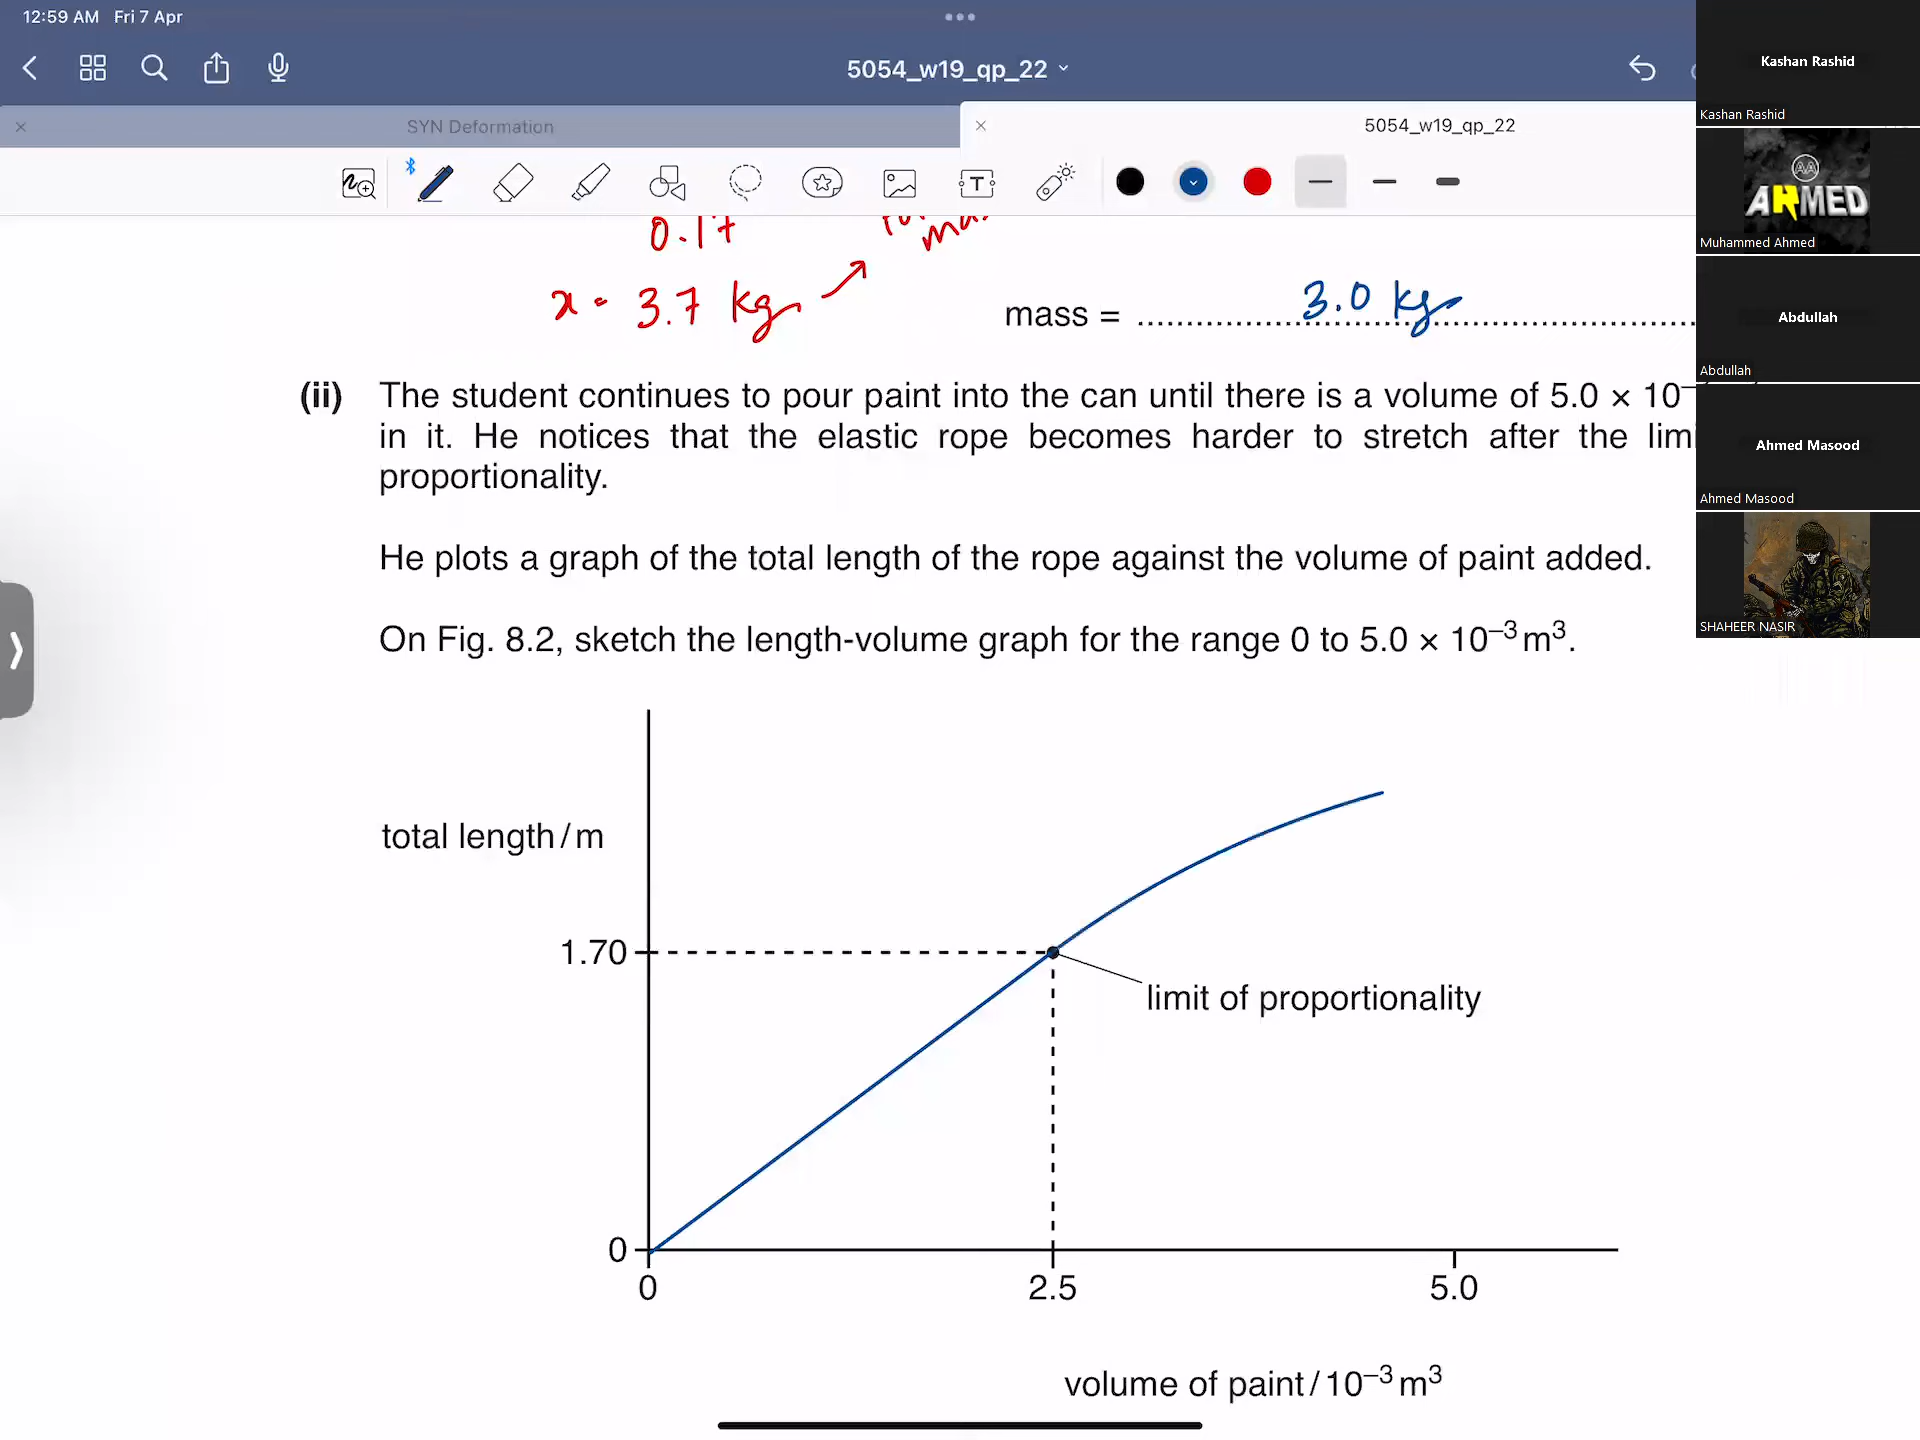 12:59 AM Fri 7 Apr
5054_w19_qp_22
SYN Deformation
5054_w19_qp_22
T
0.17
x = 3.7 kg
mass = 3.0 kg
(ii) The student continues to pour paint into the can until there is a volume of 5.0 × 10⁻
in it. He notices that the elastic rope becomes harder to stretch after the limi
proportionality.
He plots a graph of the total length of the rope against the volume of paint added.
On Fig. 8.2, sketch the length-volume graph for the range 0 to 5.0 × 10⁻³ m³.
total length / m
1.70
limit of proportionality
0
0 2.5 5.0
volume of paint / 10⁻³ m³
Kashan Rashid
Kashan Rashid
AA
ARMED
Muhammed Ahmed
Abdullah
Abdullah
Ahmed Masood
Ahmed Masood
SHAHEER NASIR